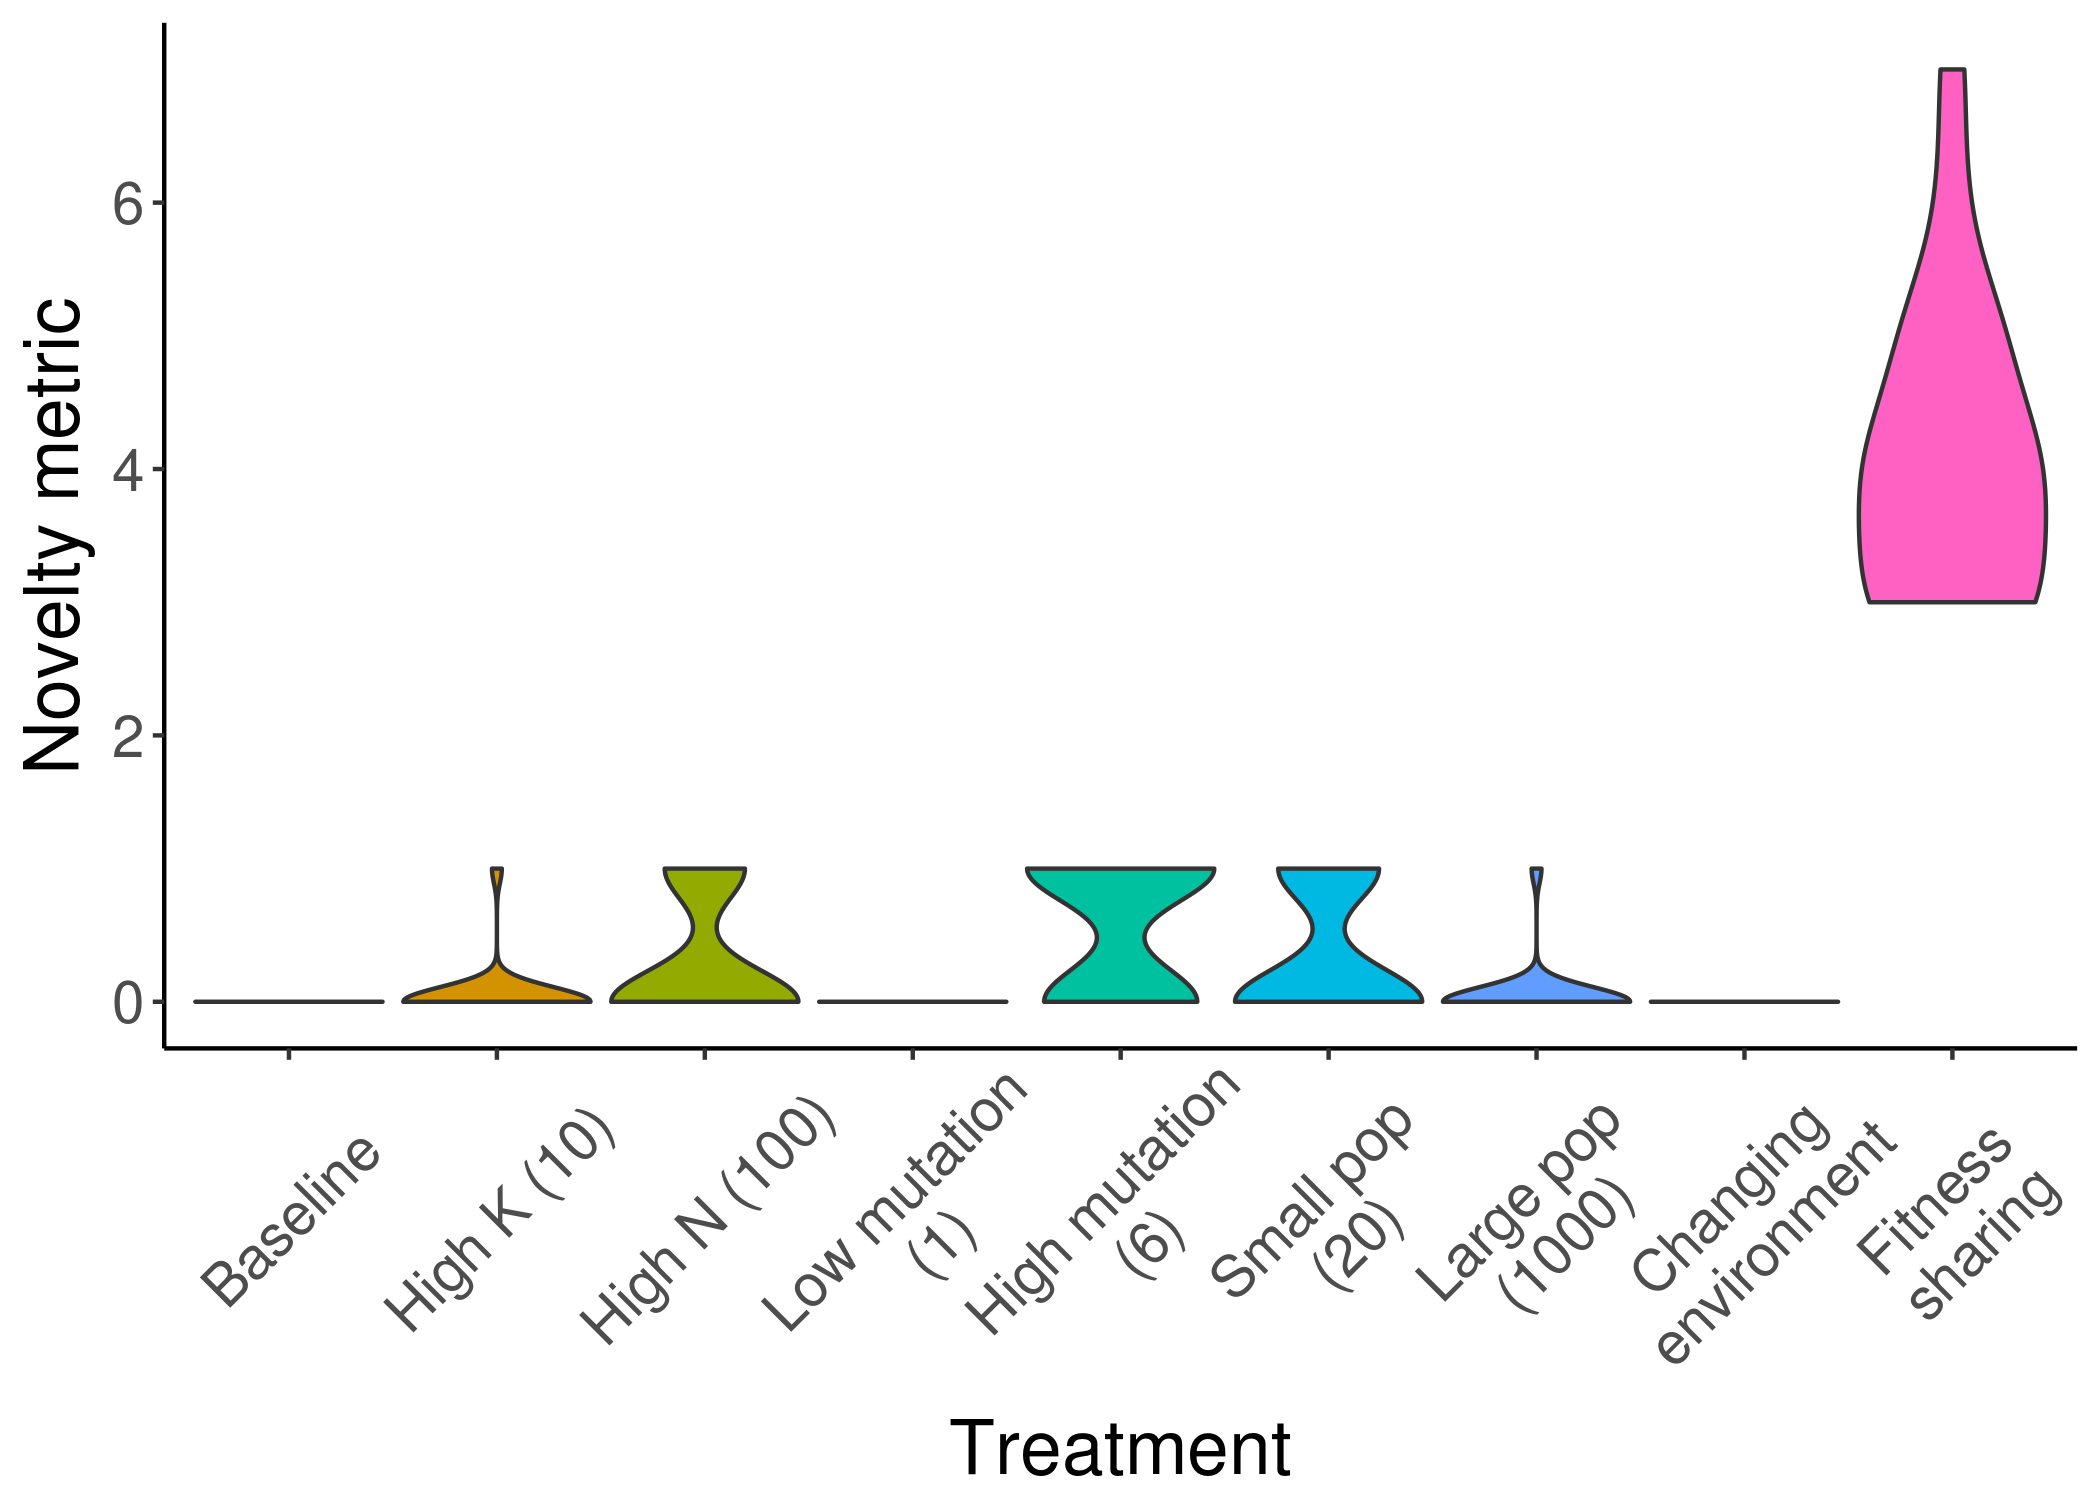 Novelty metric
6
4
2
0
Baseline
High K (10)
High N (100)
Low mutation
(1)
High mutation
(6)
Small pop
(20)
Large pop
(1000)
Changing
environment
Fitness
sharing
Treatment